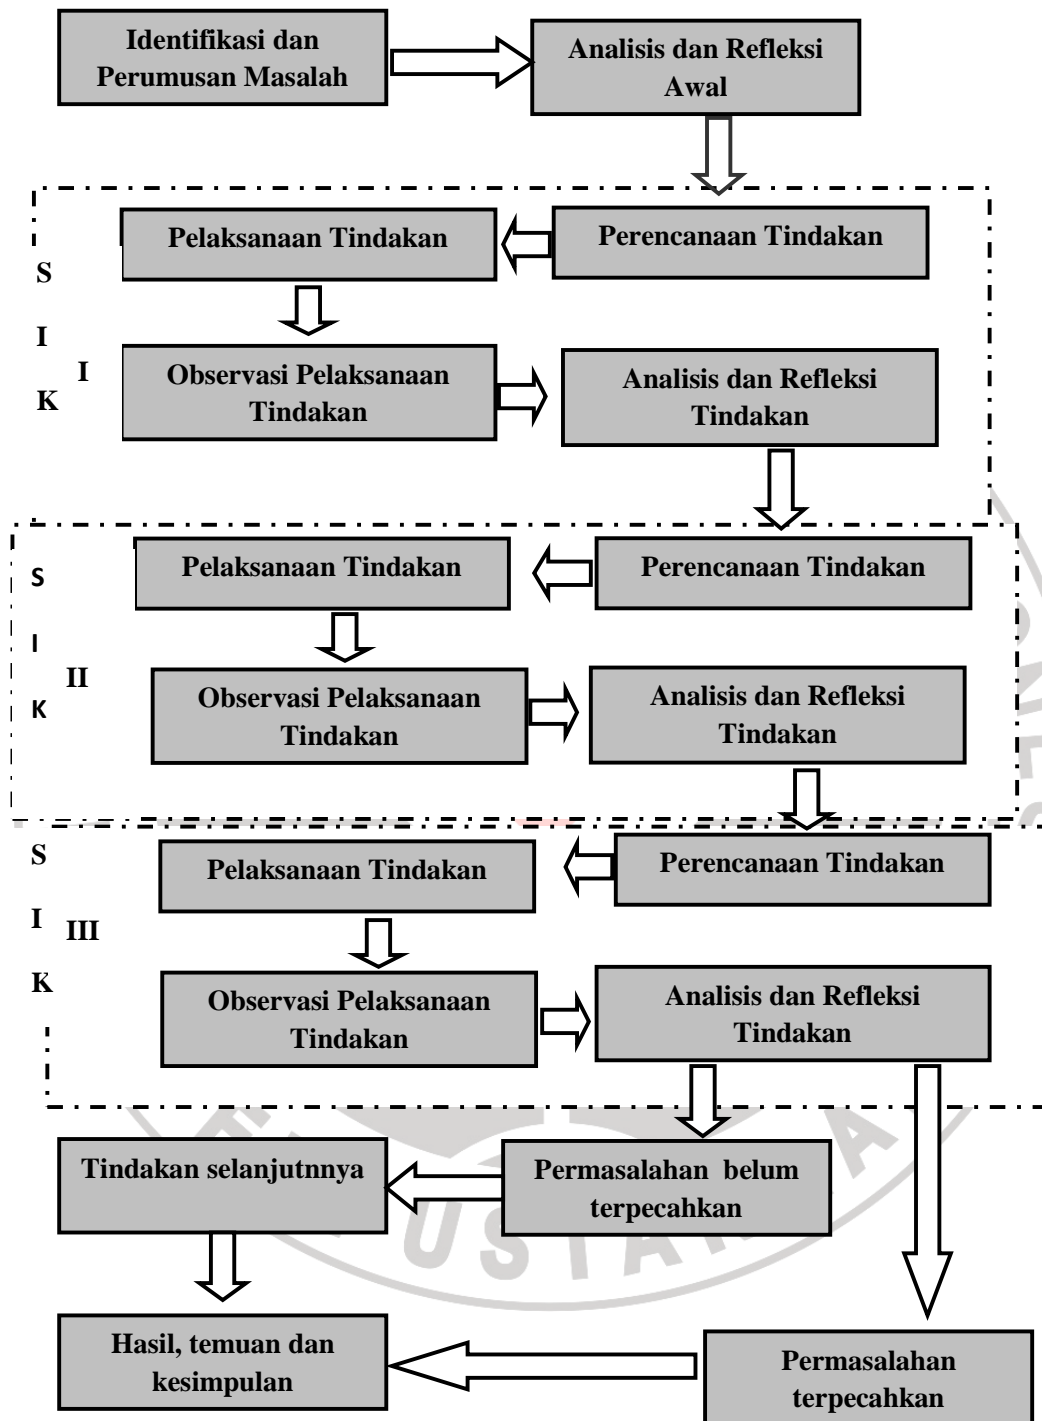 Identifikasi dan
Perumusan Masalah
Analisis dan Refleksi
Awal
Pelaksanaan Tindakan
Perencanaan Tindakan
S
I
K
I
Observasi Pelaksanaan
Tindakan
Analisis dan Refleksi
Tindakan
Pelaksanaan Tindakan
Perencanaan Tindakan
S
I
K
II
Observasi Pelaksanaan
Tindakan
Analisis dan Refleksi
Tindakan
S
I
K
III
Pelaksanaan Tindakan
Perencanaan Tindakan
Observasi Pelaksanaan
Tindakan
Analisis dan Refleksi
Tindakan
Tindakan selanjutnnya
Permasalahan belum
terpecahkan
Hasil, temuan dan
kesimpulan
Permasalahan
terpecahkan